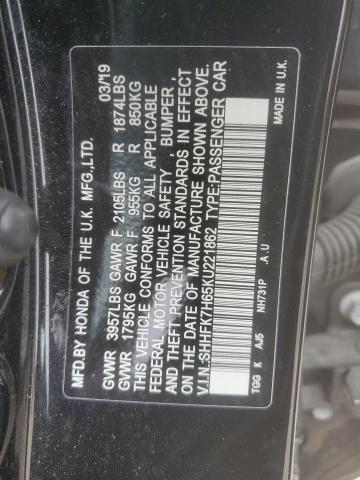 MFD.BY HONDA OF THE U.K. MFG.,LTD. 03/19
GVWR 3957LBS GAWR F 2105LBS R 1874LBS
GVWR 1795KG GAWR F 955KG R 850KG
THIS VEHICLE CONFORMS TO ALL APPLICABLE
FEDERAL MOTOR VEHICLE SAFETY , BUMPER,
AND THEFT PREVENTION STANDARDS IN EFFECT
ON THE DATE OF MANUFACTURE SHOWN ABOVE.
V.I.N.:SHHFK7H65KU221862 TYPE:PASSENGER CAR
TGG K AJ5 NH731P .A .U MADE IN U.K.